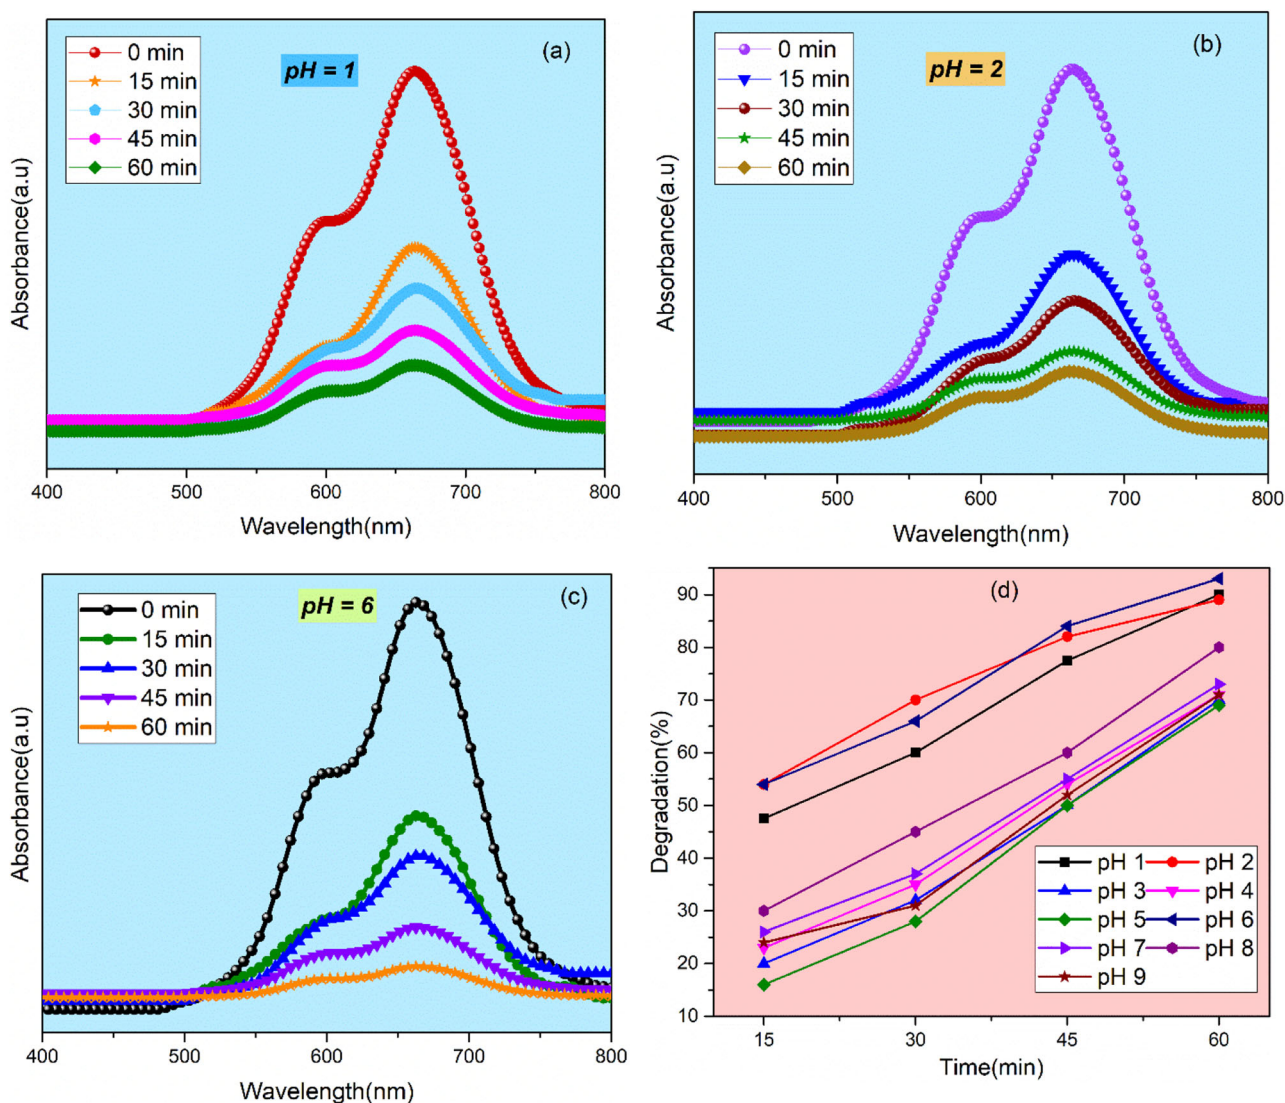 (a)
pH = 1
0 min
15 min
30 min
45 min
60 min
Absorbance(a.u)
400 500 600 700 800
Wavelength(nm)
(b)
pH = 2
0 min
15 min
30 min
45 min
60 min
Absorbance(a.u)
400 500 600 700 800
Wavelength(nm)
(c)
pH = 6
0 min
15 min
30 min
45 min
60 min
Absorbance(a.u)
400 500 600 700 800
Wavelength(nm)
(d)
90
80
70
60
50
40
30
20
10
Degradation(%)
pH 1 pH 2
pH 3 pH 4
pH 5 pH 6
pH 7 pH 8
pH 9
15 30 45 60
Time(min)